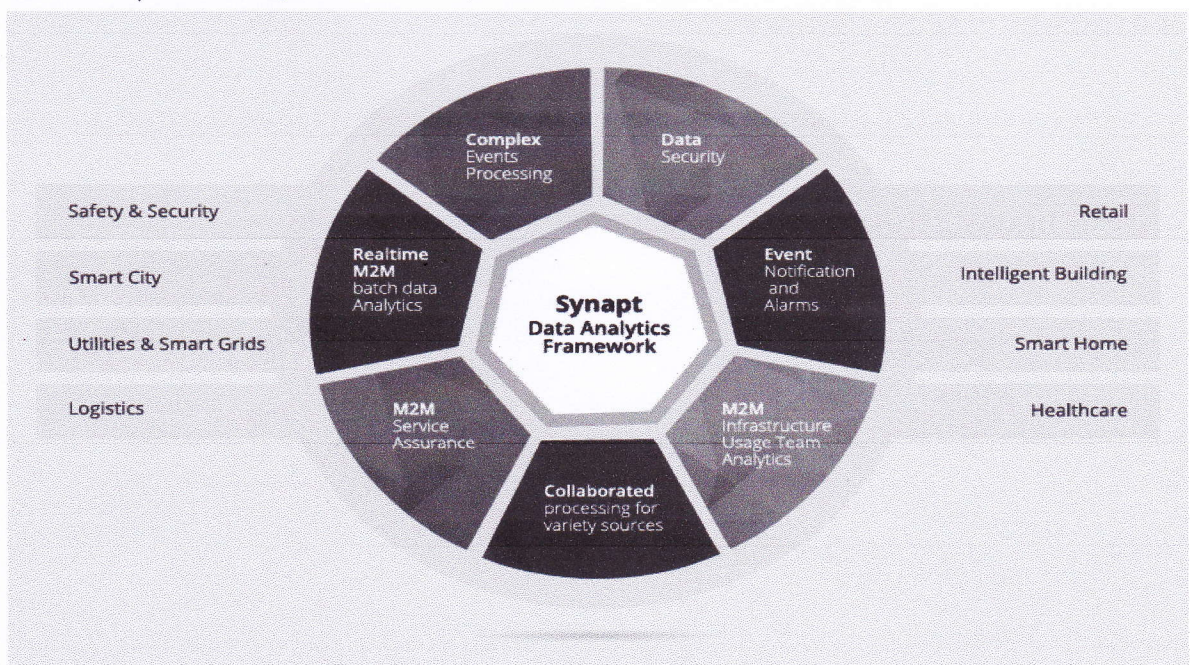 Complex
Events
Processing
Data
Security
Safety & Security
Smart City
Utilities & Smart Grids
Logistics
Realtime
M2M
batch data
Analytics
Synapt
Data Analytics
Framework
Event
Notification
and
Alarms
Retail
Intelligent Building
Smart Home
Healthcare
M2M
Service
Assurance
M2M
Infrastructure
Usage Team
Analytics
Collaborated
processing for
variety sources